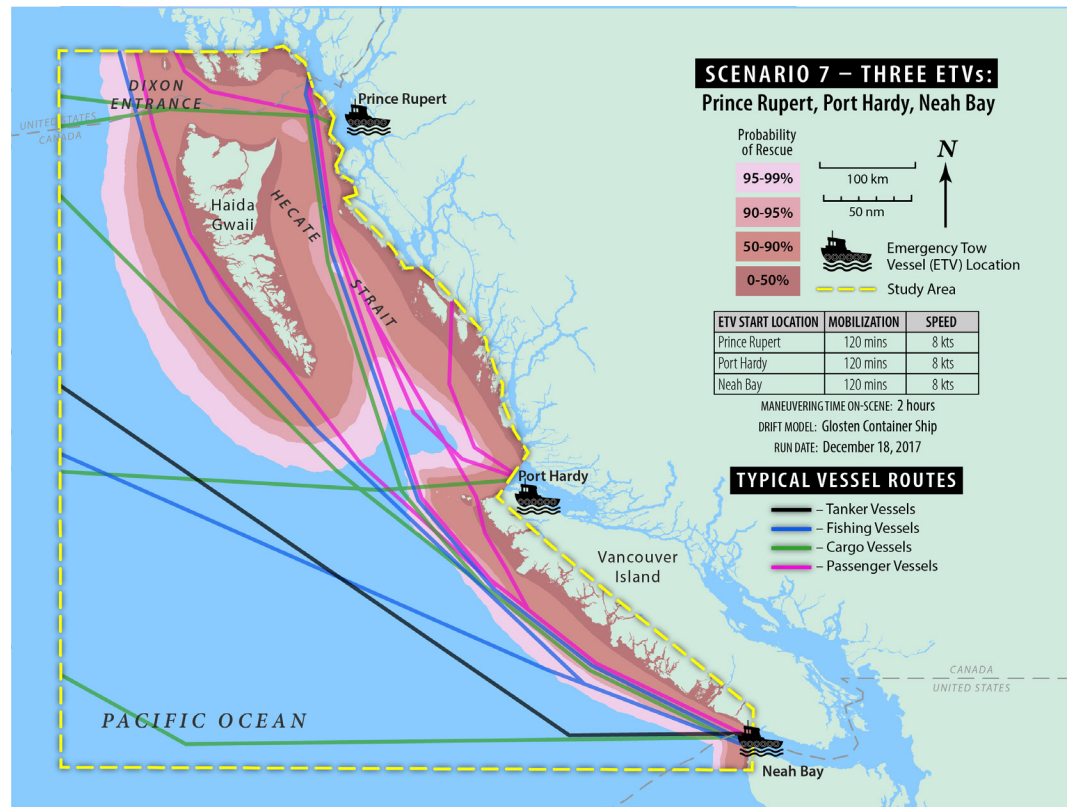 SCENARIO 7 – THREE ETVs:
Prince Rupert, Port Hardy, Neah Bay
Probability
of Rescue
95-99%
90-95%
50-90%
0-50%
100 km
50 nm
N
Emergency Tow
Vessel (ETV) Location
Study Area
ETV START LOCATION MOBILIZATION SPEED
Prince Rupert 120 mins 8 kts
Port Hardy 120 mins 8 kts
Neah Bay 120 mins 8 kts
MANEUVERING TIME ON-SCENE: 2 hours
DRIFT MODEL: Glosten Container Ship
RUN DATE: December 18, 2017
TYPICAL VESSEL ROUTES
– Tanker Vessels
– Fishing Vessels
– Cargo Vessels
– Passenger Vessels
DIXON
ENTRANCE
UNITED STATES
CANADA
Prince Rupert
Haida
Gwaii
HECATE
STRAIT
Port Hardy
Vancouver
Island
CANADA
UNITED STATES
PACIFIC OCEAN
Neah Bay